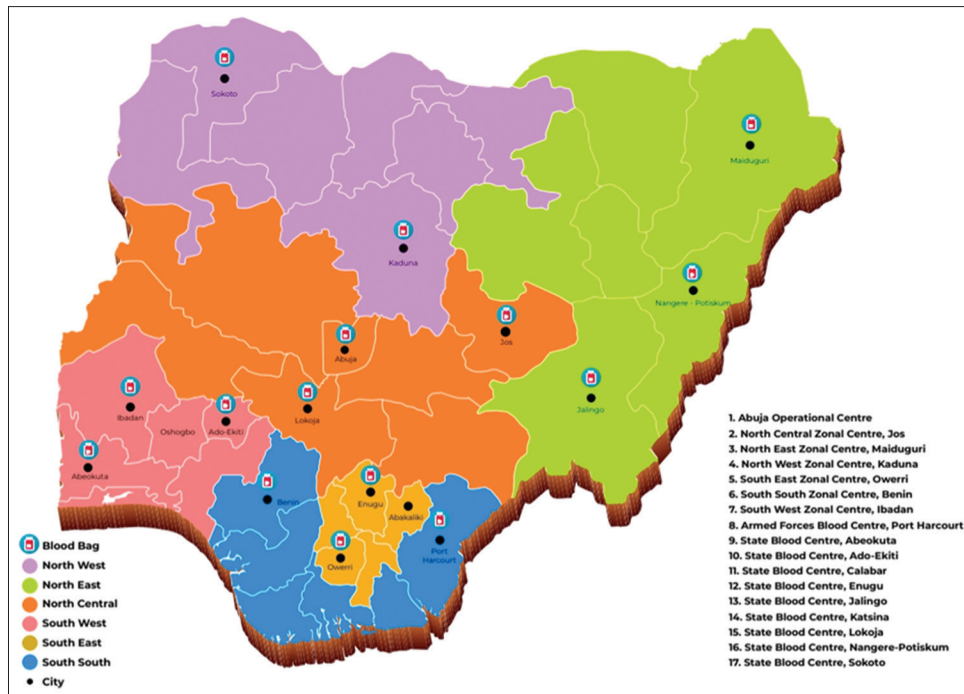 Sokoto
Maiduguri
Kaduna
Nangere - Potiskum
Jos
Abuja
Jalingo
Ibadan
Lokoja
Oshogbo
Ado-Ekiti
Abeokuta
Benin
Enugu
Abakaliki
Port
Harcourt
Owerri
Blood Bag
North West
North East
North Central
South West
South East
South South
City
1. Abuja Operational Centre
2. North Central Zonal Centre, Jos
3. North East Zonal Centre, Maiduguri
4. North West Zonal Centre, Kaduna
5. South East Zonal Centre, Owerri
6. South South Zonal Centre, Benin
7. South West Zonal Centre, Ibadan
8. Armed Forces Blood Centre, Port Harcourt
9. State Blood Centre, Abeokuta
10. State Blood Centre, Ado-Ekiti
11. State Blood Centre, Calabar
12. State Blood Centre, Enugu
13. State Blood Centre, Jalingo
14. State Blood Centre, Katsina
15. State Blood Centre, Lokoja
16. State Blood Centre, Nangere-Potiskum
17. State Blood Centre, Sokoto